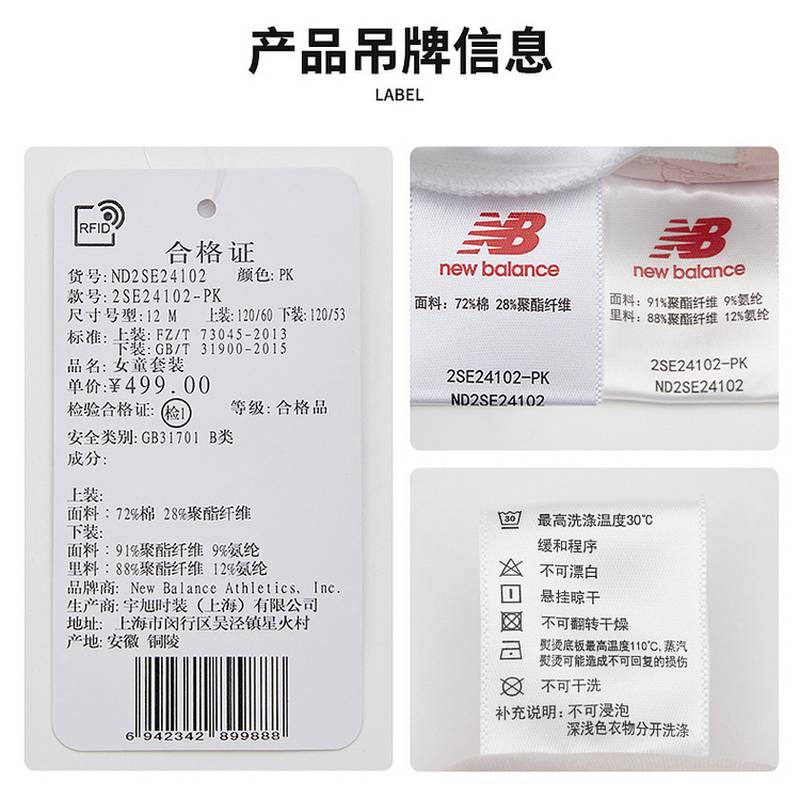 产品吊牌信息
LABEL
RFID
合格证
货号: ND2SE24102 颜色: PK
款号: 2SE24102-PK
尺寸号型: 12 M 上装: 120/60 下装: 120/53
标准: 上装: FZ/T 73045-2013
下装: GB/T 31900-2015
品名: 女童套装
单价: ¥499.00
检验合格证: 检1 等级: 合格品
安全类别: GB31701 B类
成分:
上装:
面料: 72%棉 28%聚酯纤维
下装:
面料: 91%聚酯纤维 9%氨纶
里料: 88%聚酯纤维 12%氨纶
品牌商: New Balance Athletics, Inc.
生产商: 宇旭时装（上海）有限公司
地址: 上海市闵行区吴泾镇星火村
产地: 安徽 铜陵
6 942342 899888
NB
new balance
面料: 72%棉 28%聚酯纤维
2SE24102-PK
ND2SE24102
NB
new balance
面料: 91%聚酯纤维 9%氨纶
里料: 88%聚酯纤维 12%氨纶
2SE24102-PK
ND2SE24102
30 最高洗涤温度30℃
缓和程序
不可漂白
悬挂晾干
不可翻转干燥
熨烫底板最高温度110℃,蒸汽
熨烫可能造成不可回复的损伤
不可干洗
补充说明: 不可浸泡
深浅色衣物分开洗涤